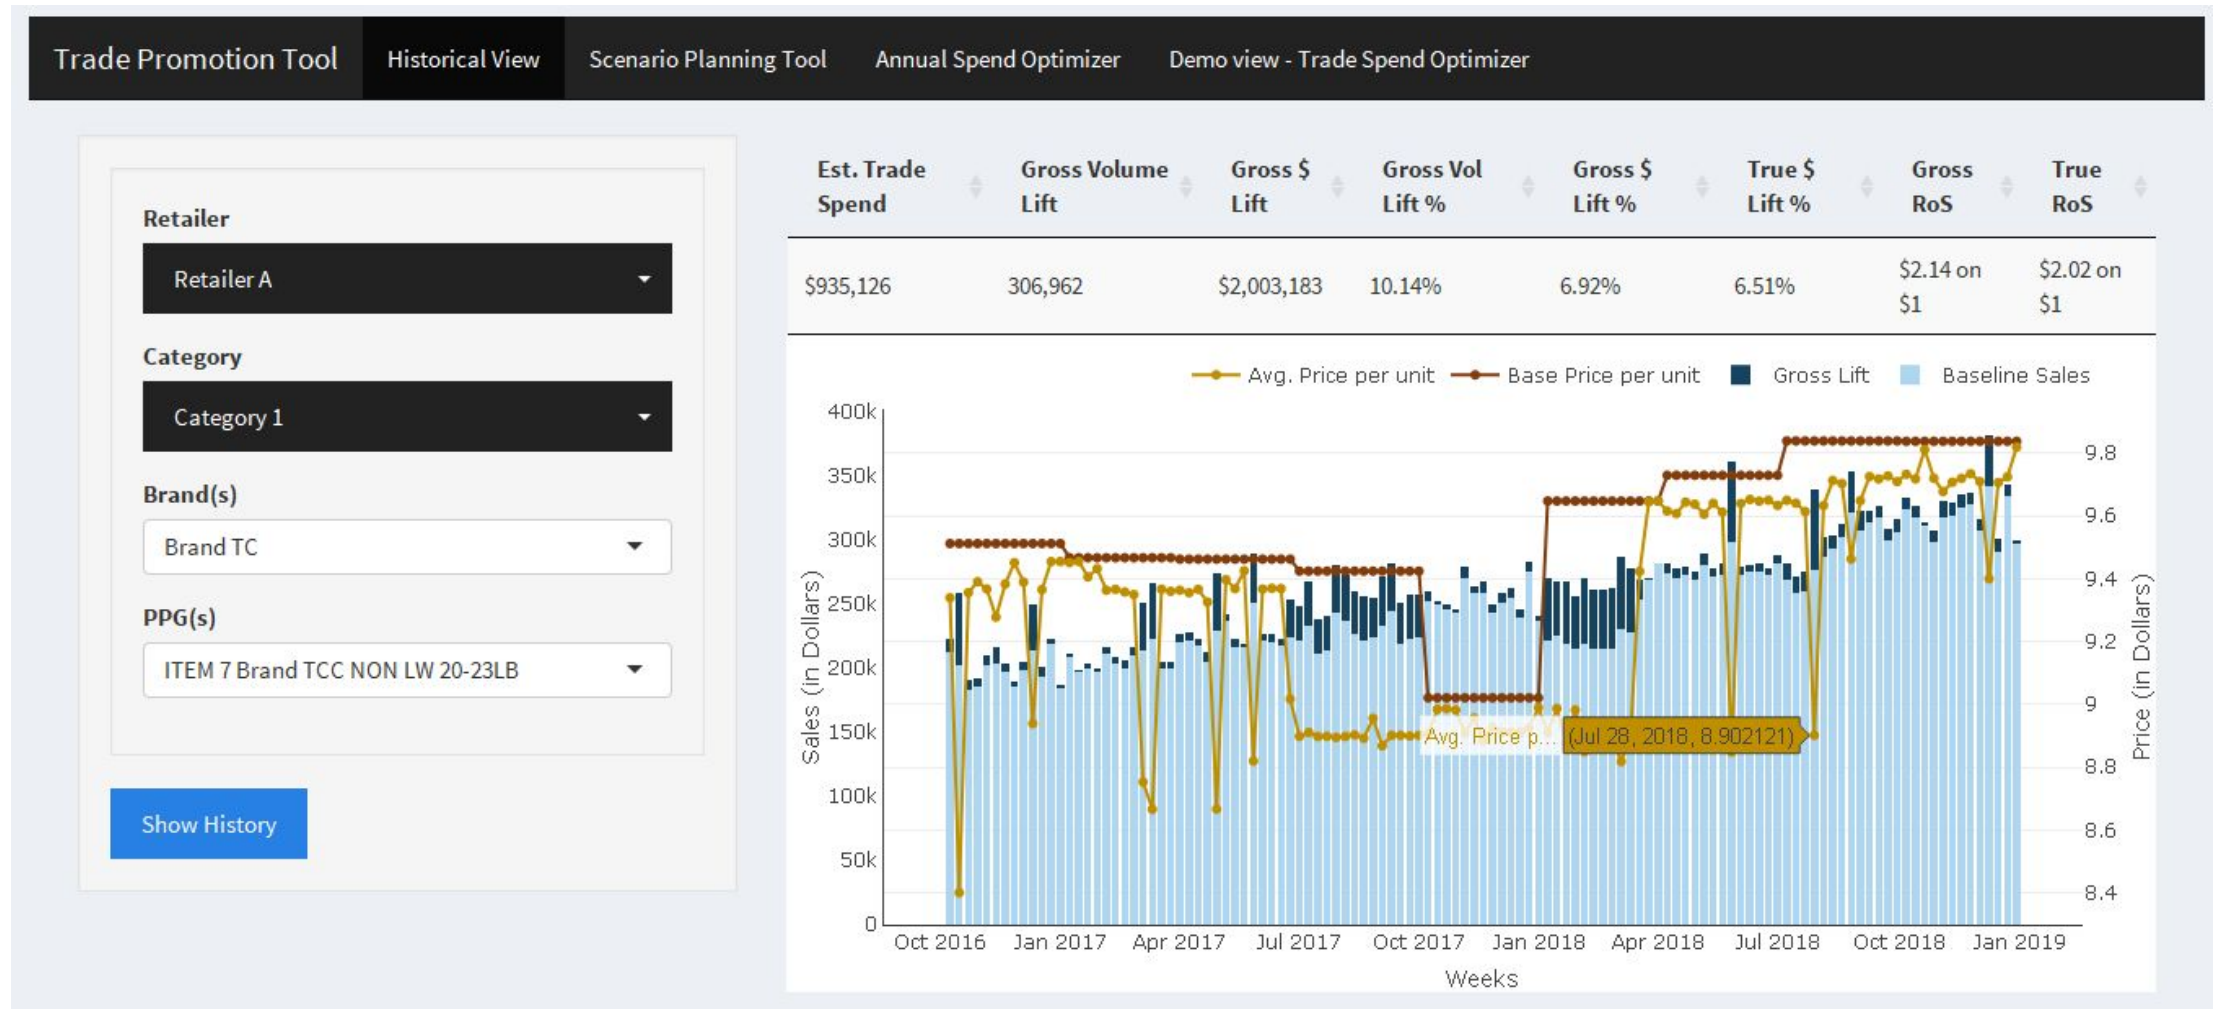 Trade Promotion Tool Historical View Scenario Planning Tool Annual Spend Optimizer Demo view - Trade Spend Optimizer
Retailer
Retailer A
Category
Category 1
Brand(s)
Brand TC
PPG(s)
ITEM 7 Brand TCC NON LW 20-23LB
Show History
Est. Trade Gross Volume Gross $ Gross Vol Gross $ True $ Gross True
Spend Lift Lift Lift % Lift % Lift % RoS RoS
$935,126 306,962 $2,003,183 10.14% 6.92% 6.51% $2.14 on $2.02 on
$1 $1
Avg. Price per unit Base Price per unit Gross Lift Baseline Sales
400k
350k
300k
250k
200k
150k
100k
50k
0
Sales (in Dollars)
Avg. Price p... (Jul 28, 2018, 8.902121)
9.8
9.6
9.4
9.2
9
8.8
8.6
8.4
Price (in Dollars)
Oct 2016 Jan 2017 Apr 2017 Jul 2017 Oct 2017 Jan 2018 Apr 2018 Jul 2018 Oct 2018 Jan 2019
Weeks